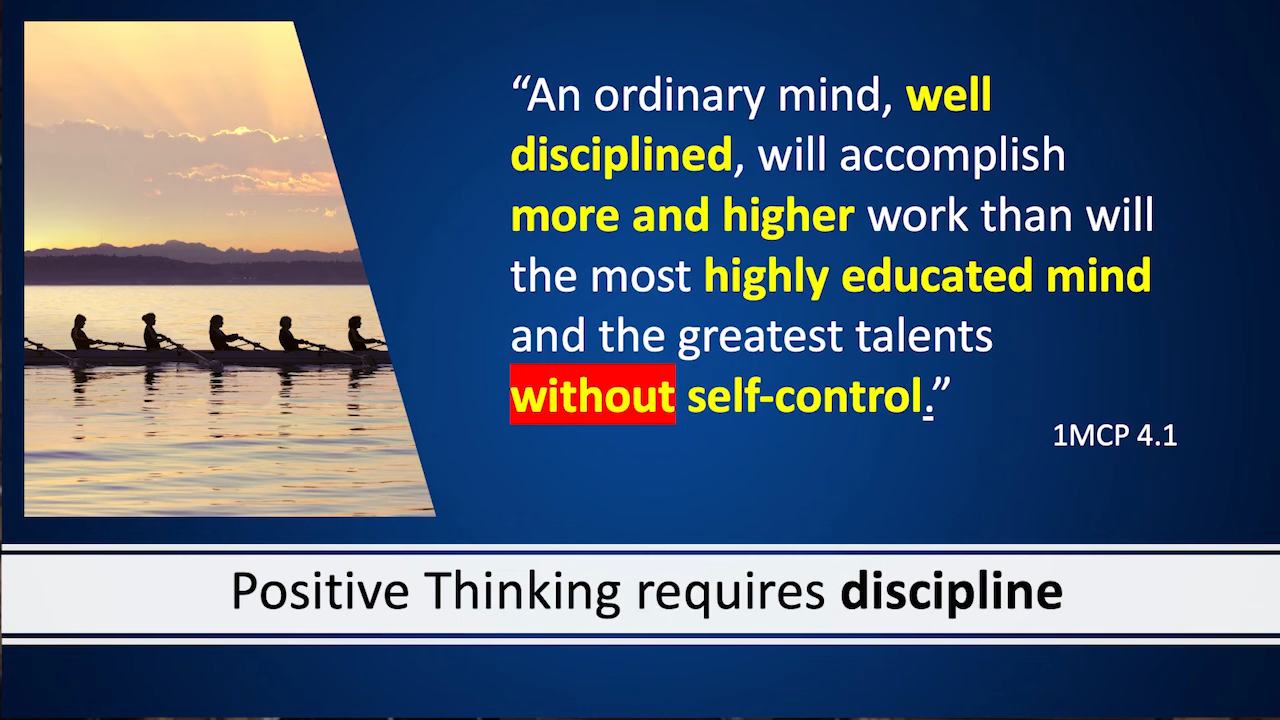 “An ordinary mind, well
disciplined, will accomplish
more and higher work than will
the most highly educated mind
and the greatest talents
without self-control.”
1MCP 4.1
Positive Thinking requires discipline